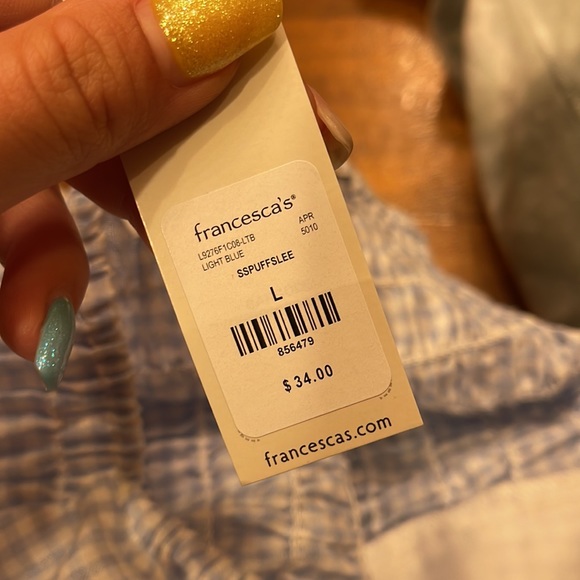 francesca's®
L9276F1C08-LTB APR
LIGHT BLUE 5010
SSPUFFSLEE
L
856479
$34.00
francescas.com